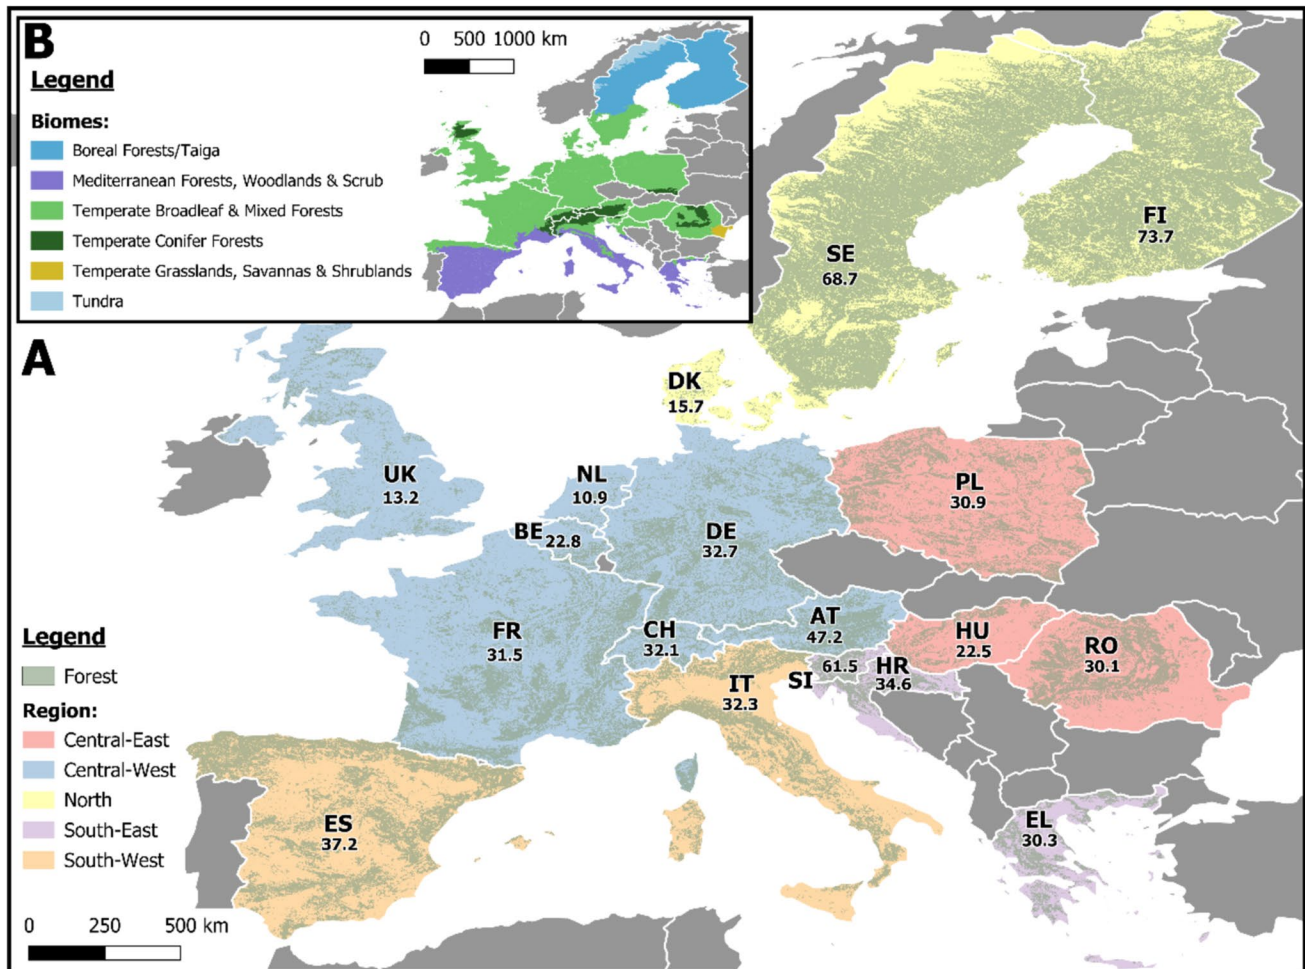 B
0 500 1000 km
Legend
Biomes:
Boreal Forests/Taiga
Mediterranean Forests, Woodlands & Scrub
Temperate Broadleaf & Mixed Forests
Temperate Conifer Forests
Temperate Grasslands, Savannas & Shrublands
Tundra
A
FI
73.7
SE
68.7
DK
15.7
UK
13.2
NL
10.9
PL
30.9
BE 22.8
DE
32.7
AT
47.2
FR
31.5
CH
32.1
HU
22.5
RO
30.1
SI 61.5
HR
34.6
IT
32.3
ES
37.2
EL
30.3
Legend
Forest
Region:
Central-East
Central-West
North
South-East
South-West
0 250 500 km